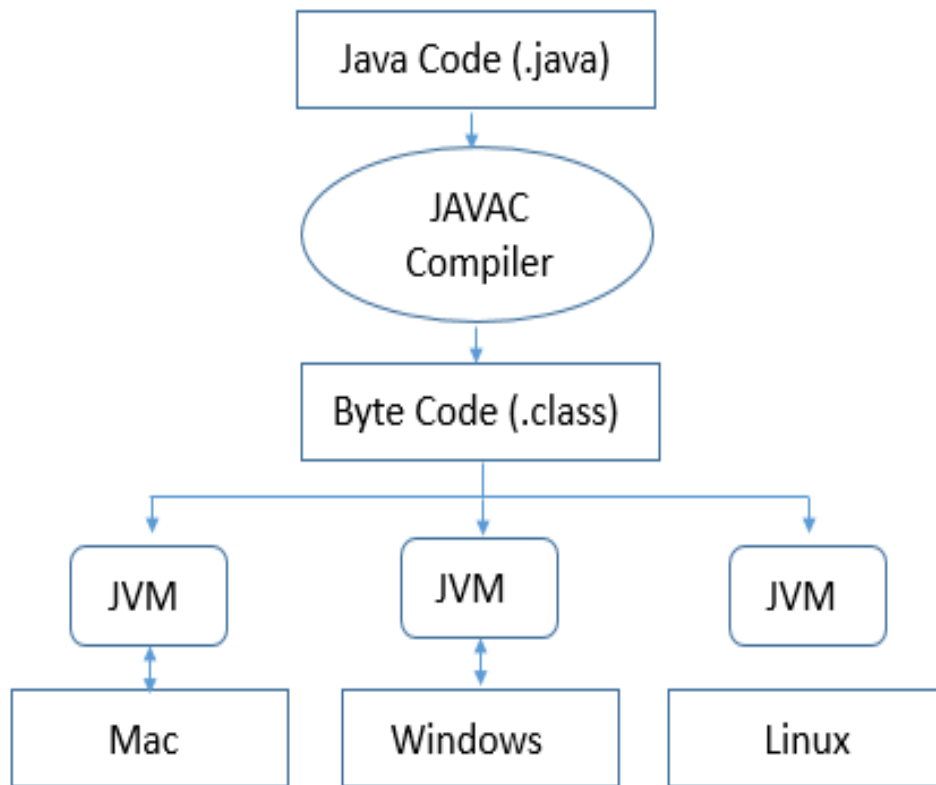 Java Code (.java)
JAVAC
Compiler
Byte Code (.class)
JVM
JVM
JVM
Mac
Windows
Linux